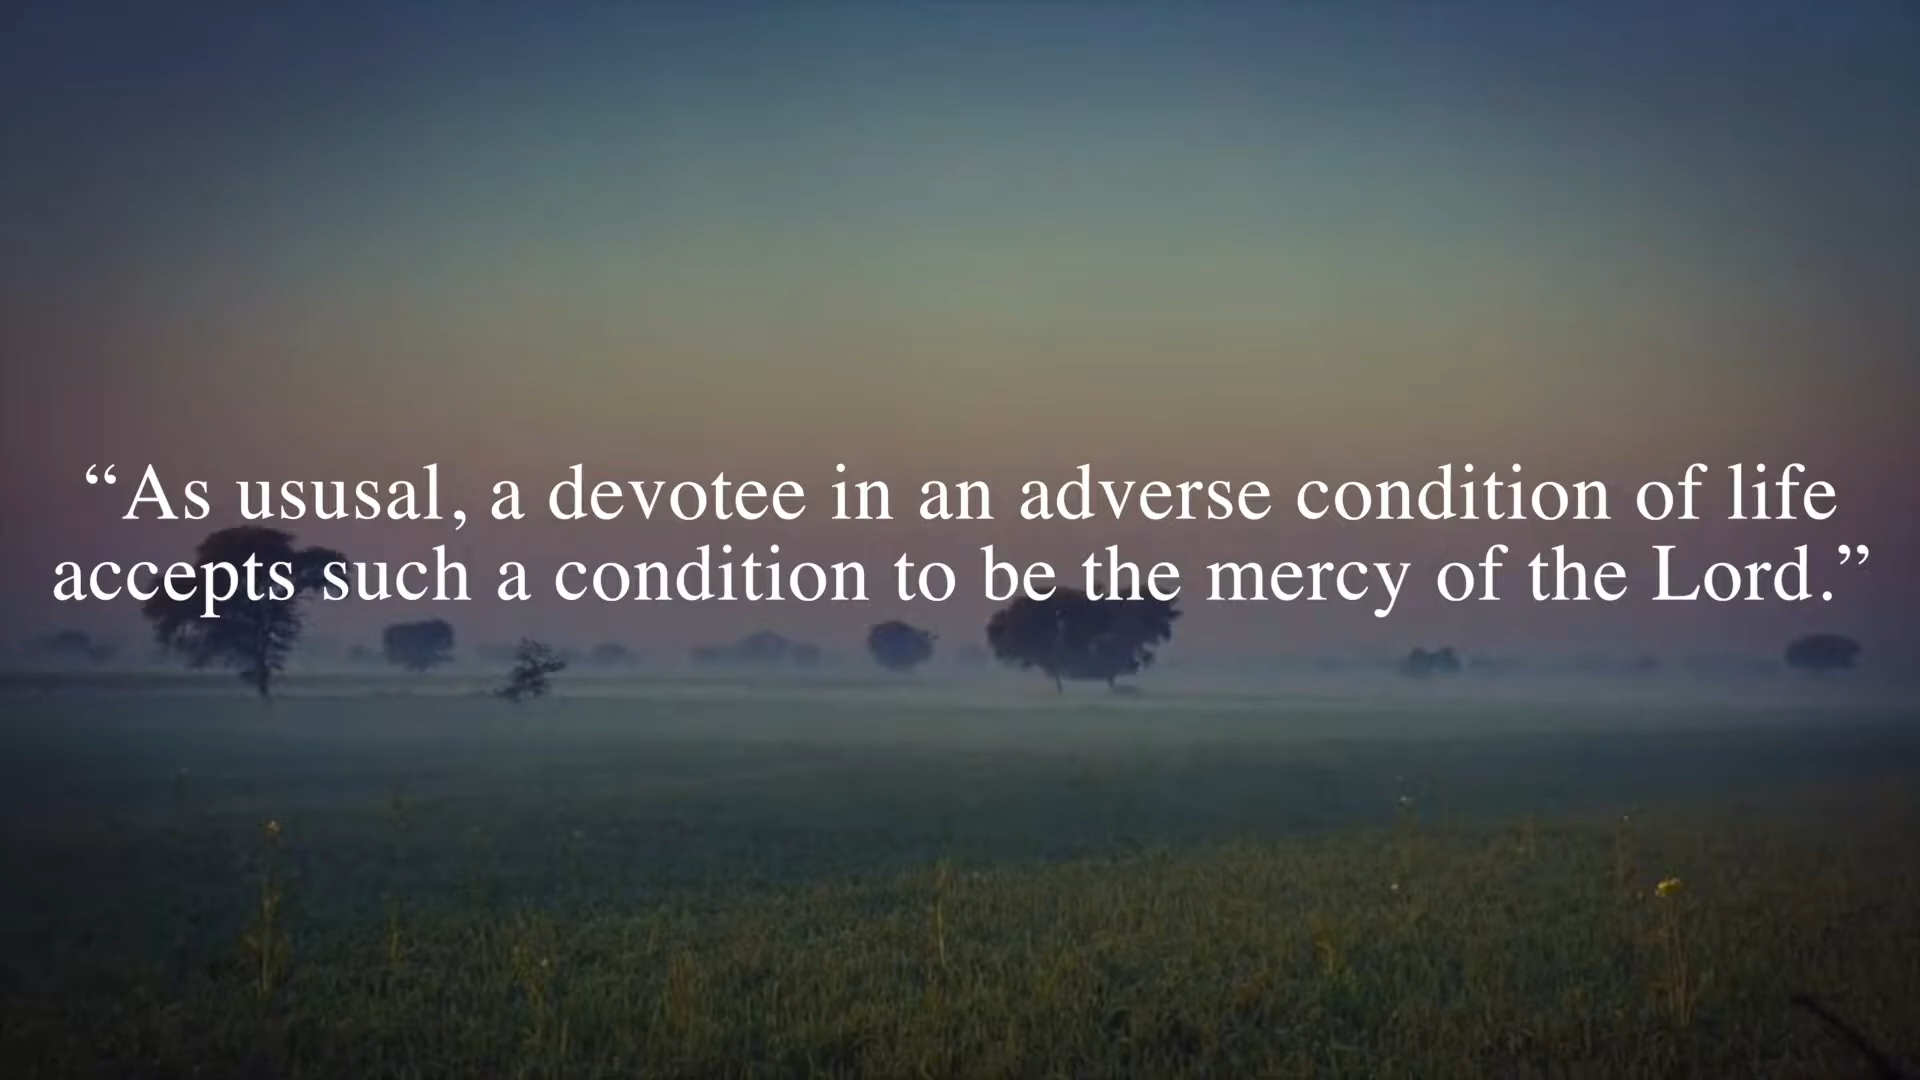 “As ususal, a devotee in an adverse condition of life
accepts such a condition to be the mercy of the Lord.”